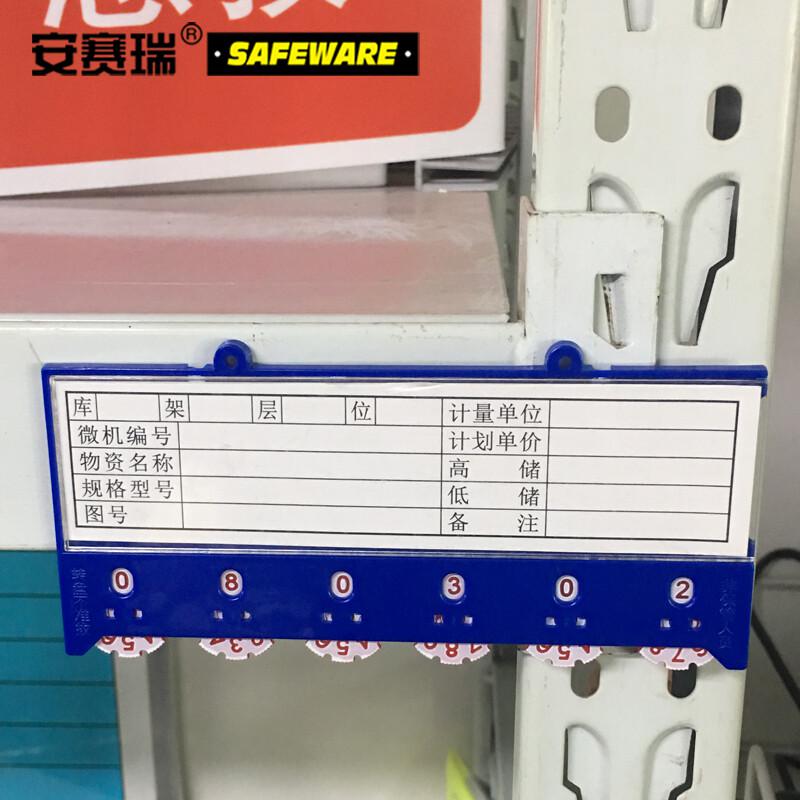 安赛瑞® SAFEWARE
库 架 层 位 计量单位
微机编号 计划单价
物资名称 高 储
规格型号 低 储
图号 备 注
0 8 0 3 0 2